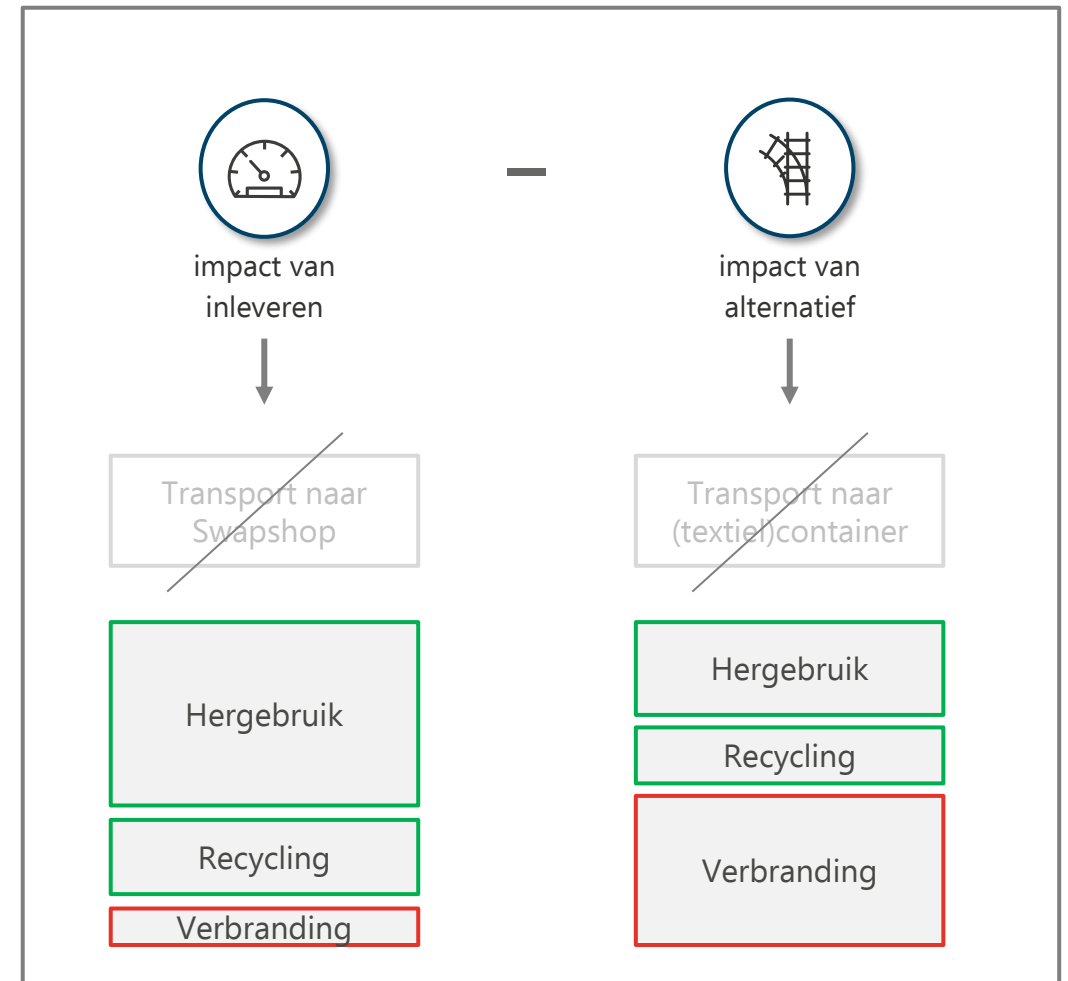 impact van
inleveren
Transport naar
Swapshop
Hergebruik
Recycling
Verbranding
impact van
alternatief
Transport naar
(textiel)container
Hergebruik
Recycling
Verbranding